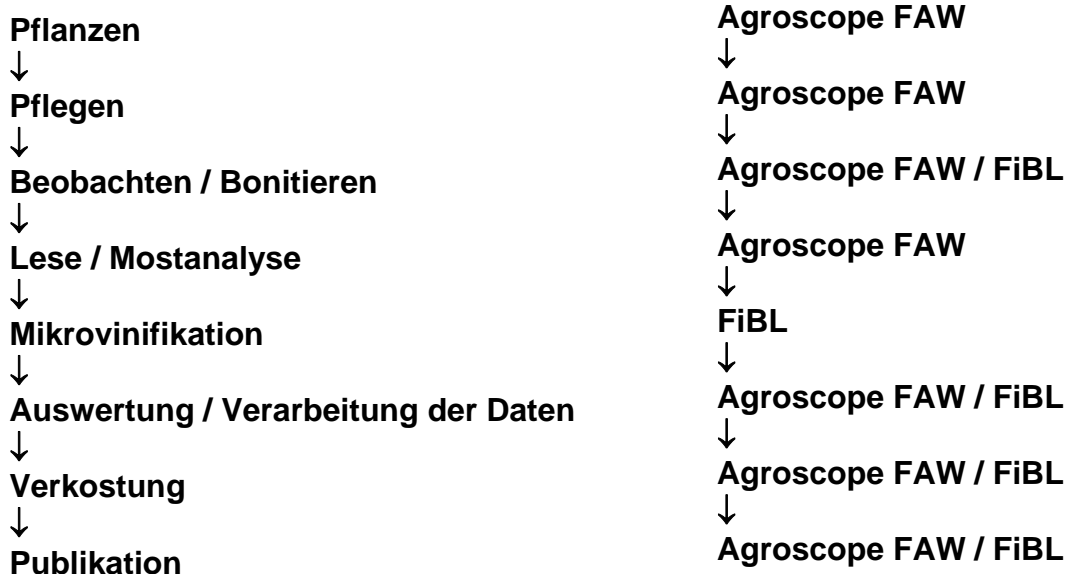 Pflanzen
↓
Pflegen
↓
Beobachten / Bonitieren
↓
Lese / Mostanalyse
↓
Mikrovinifikation
↓
Auswertung / Verarbeitung der Daten
↓
Verkostung
↓
Publikation
Agroscope FAW
↓
Agroscope FAW
↓
Agroscope FAW / FiBL
↓
Agroscope FAW
↓
FiBL
↓
Agroscope FAW / FiBL
↓
Agroscope FAW / FiBL
↓
Agroscope FAW / FiBL